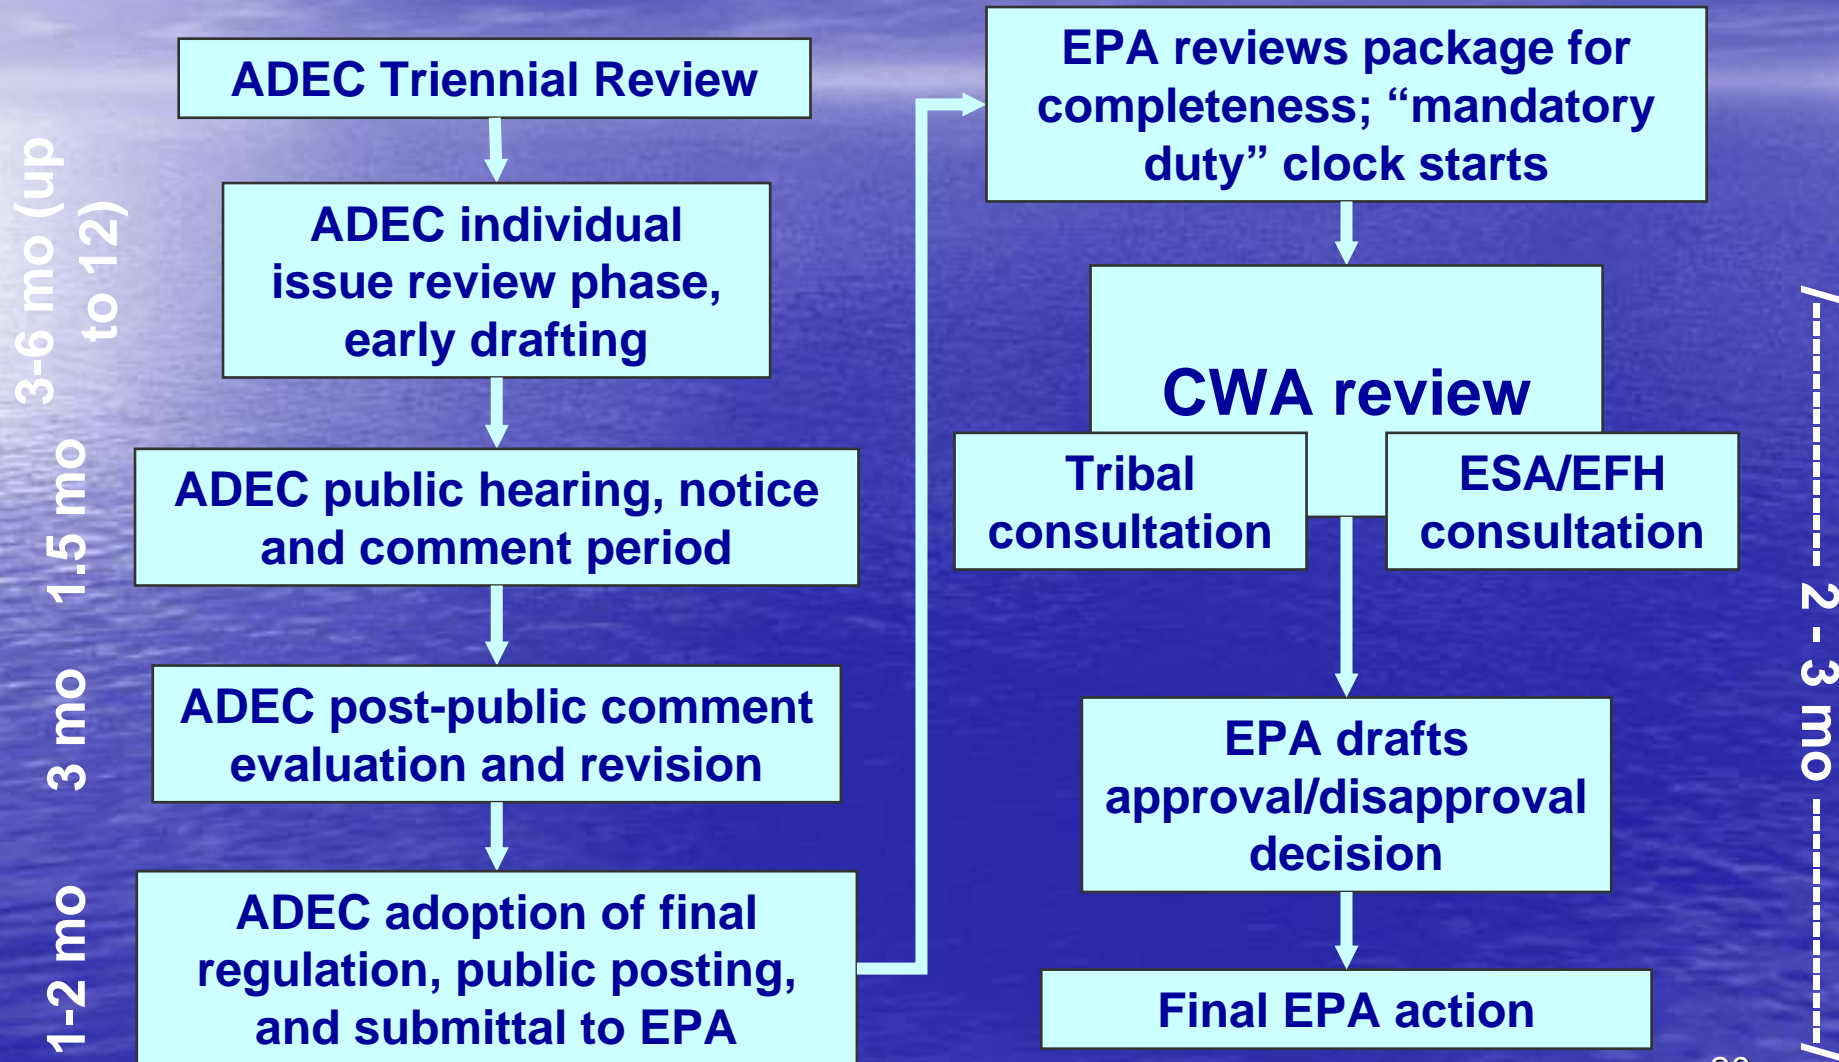 ADEC Triennial Review
3-6 mo (up
to 12)
ADEC individual
issue review phase,
early drafting
1.5 mo
ADEC public hearing, notice
and comment period
3 mo
ADEC post-public comment
evaluation and revision
1-2 mo
ADEC adoption of final
regulation, public posting,
and submittal to EPA
EPA reviews package for
completeness; “mandatory
duty” clock starts
CWA review
Tribal
consultation
ESA/EFH
consultation
EPA drafts
approval/disapproval
decision
Final EPA action
/--------------- 2 - 3 mo ---------------/